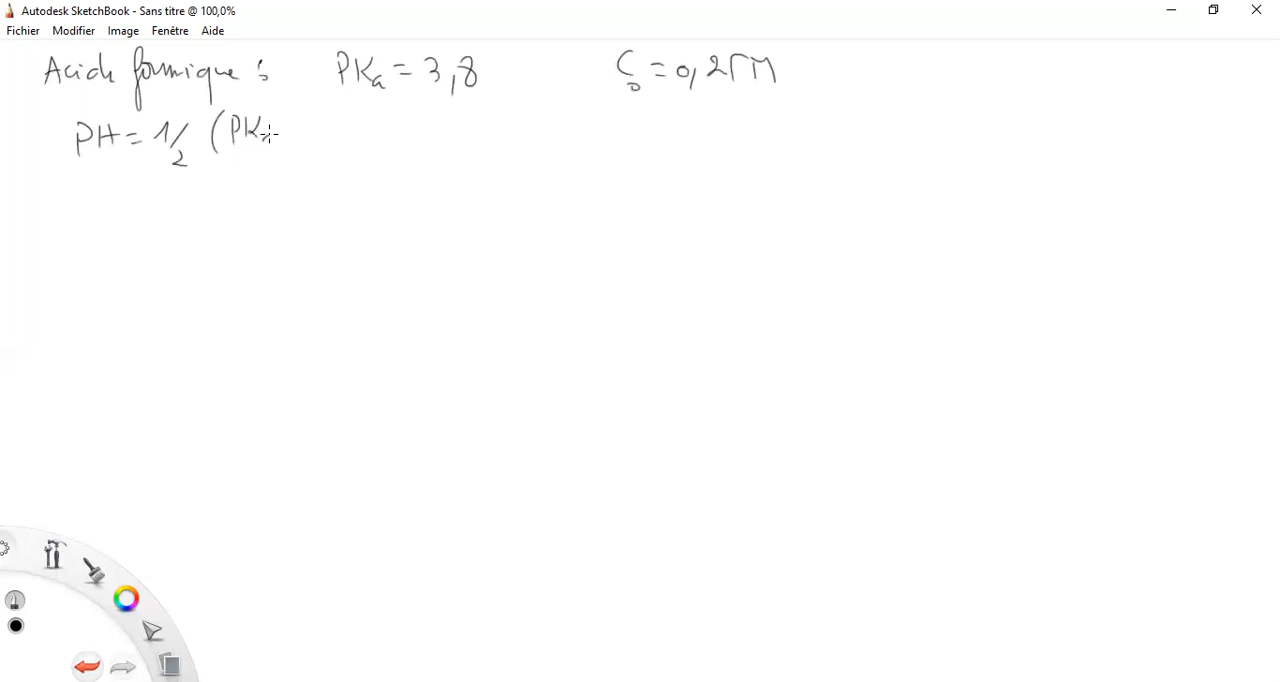 Autodesk SketchBook - Sans titre @ 100,0%
Fichier Modifier Image Fenêtre Aide
Acide formique : PKa = 3,8 C0 = 0,2 M
PH = 1/2 (PK